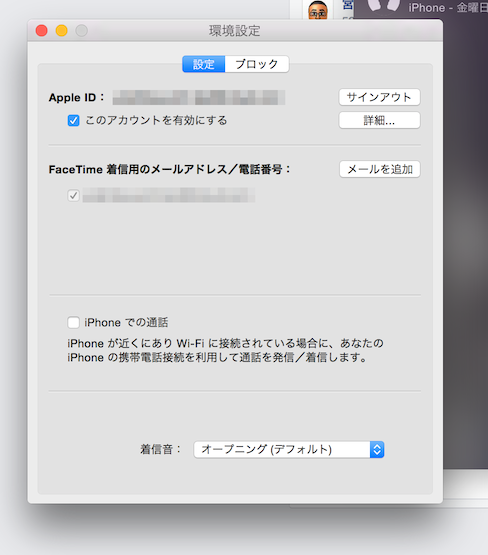 iPhone - 金曜日
宮
環境設定
設定 ブロック
Apple ID： サインアウト
このアカウントを有効にする 詳細...
FaceTime 着信用のメールアドレス／電話番号： メールを追加
iPhone での通話
iPhone が近くにあり Wi-Fi に接続されている場合に、あなたの
iPhone の携帯電話接続を利用して通話を発信／着信します。
着信音： オープニング (デフォルト)